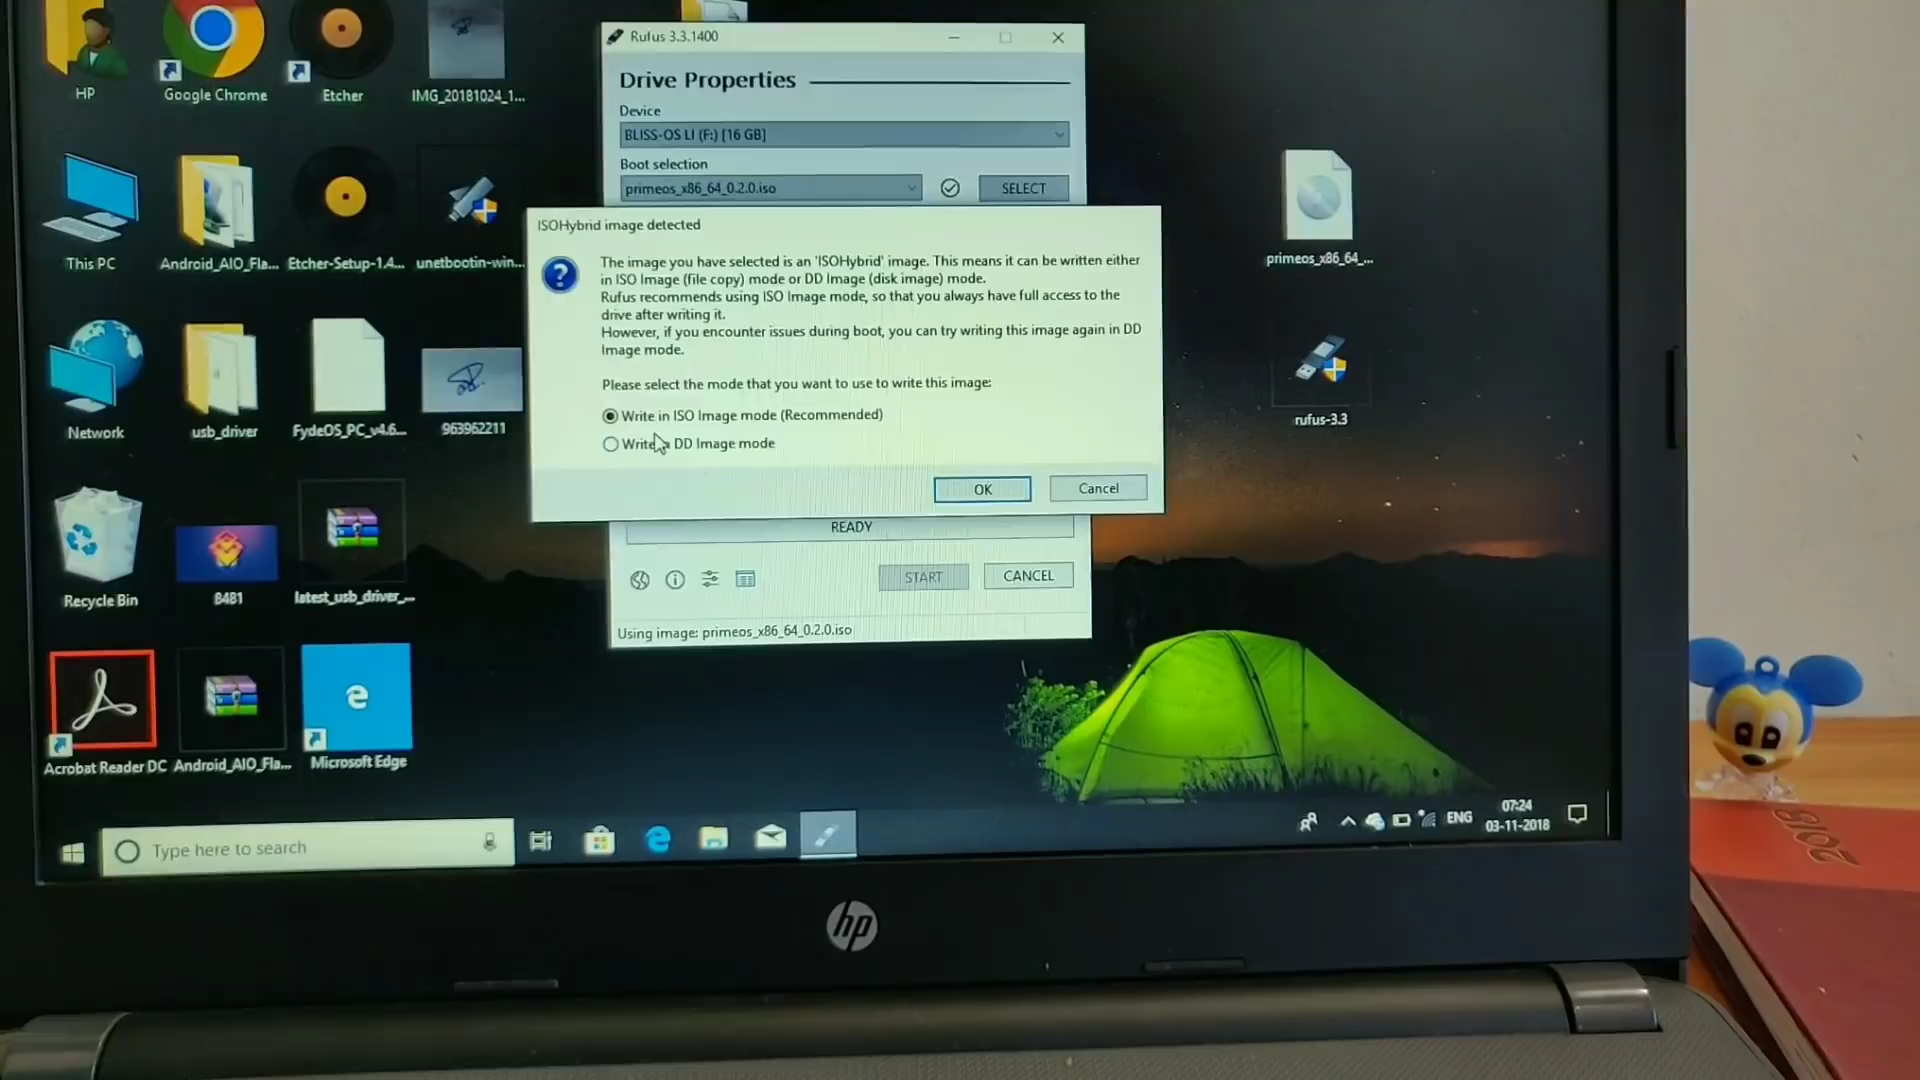 HP
Google Chrome
Etcher
IMG_20181024_1...
This PC
Android_AIO_Fla...
Etcher-Setup-1.4...
unetbootin-win...
Network
usb_driver
FydeOS_PC_v4.6...
963962211
Recycle Bin
8481
latest_usb_driver_...
Acrobat Reader DC
Android_AIO_Fla...
Microsoft Edge
Rufus 3.3.1400
Drive Properties
Device
BLISS-OS LI (F:) [16 GB]
Boot selection
primeos_x86_64_0.2.0.iso
SELECT
ISOHybrid image detected
The image you have selected is an 'ISOHybrid' image. This means it can be written either
in ISO Image (file copy) mode or DD Image (disk image) mode.
Rufus recommends using ISO Image mode, so that you always have full access to the
drive after writing it.
However, if you encounter issues during boot, you can try writing this image again in DD
Image mode.
Please select the mode that you want to use to write this image:
Write in ISO Image mode (Recommended)
Write DD Image mode
OK
Cancel
READY
START
CANCEL
Using image: primeos_x86_64_0.2.0.iso
primeos_x86_64_...
rufus-3.3
Type here to search
ENG
07:24
03-11-2018
hp
2018